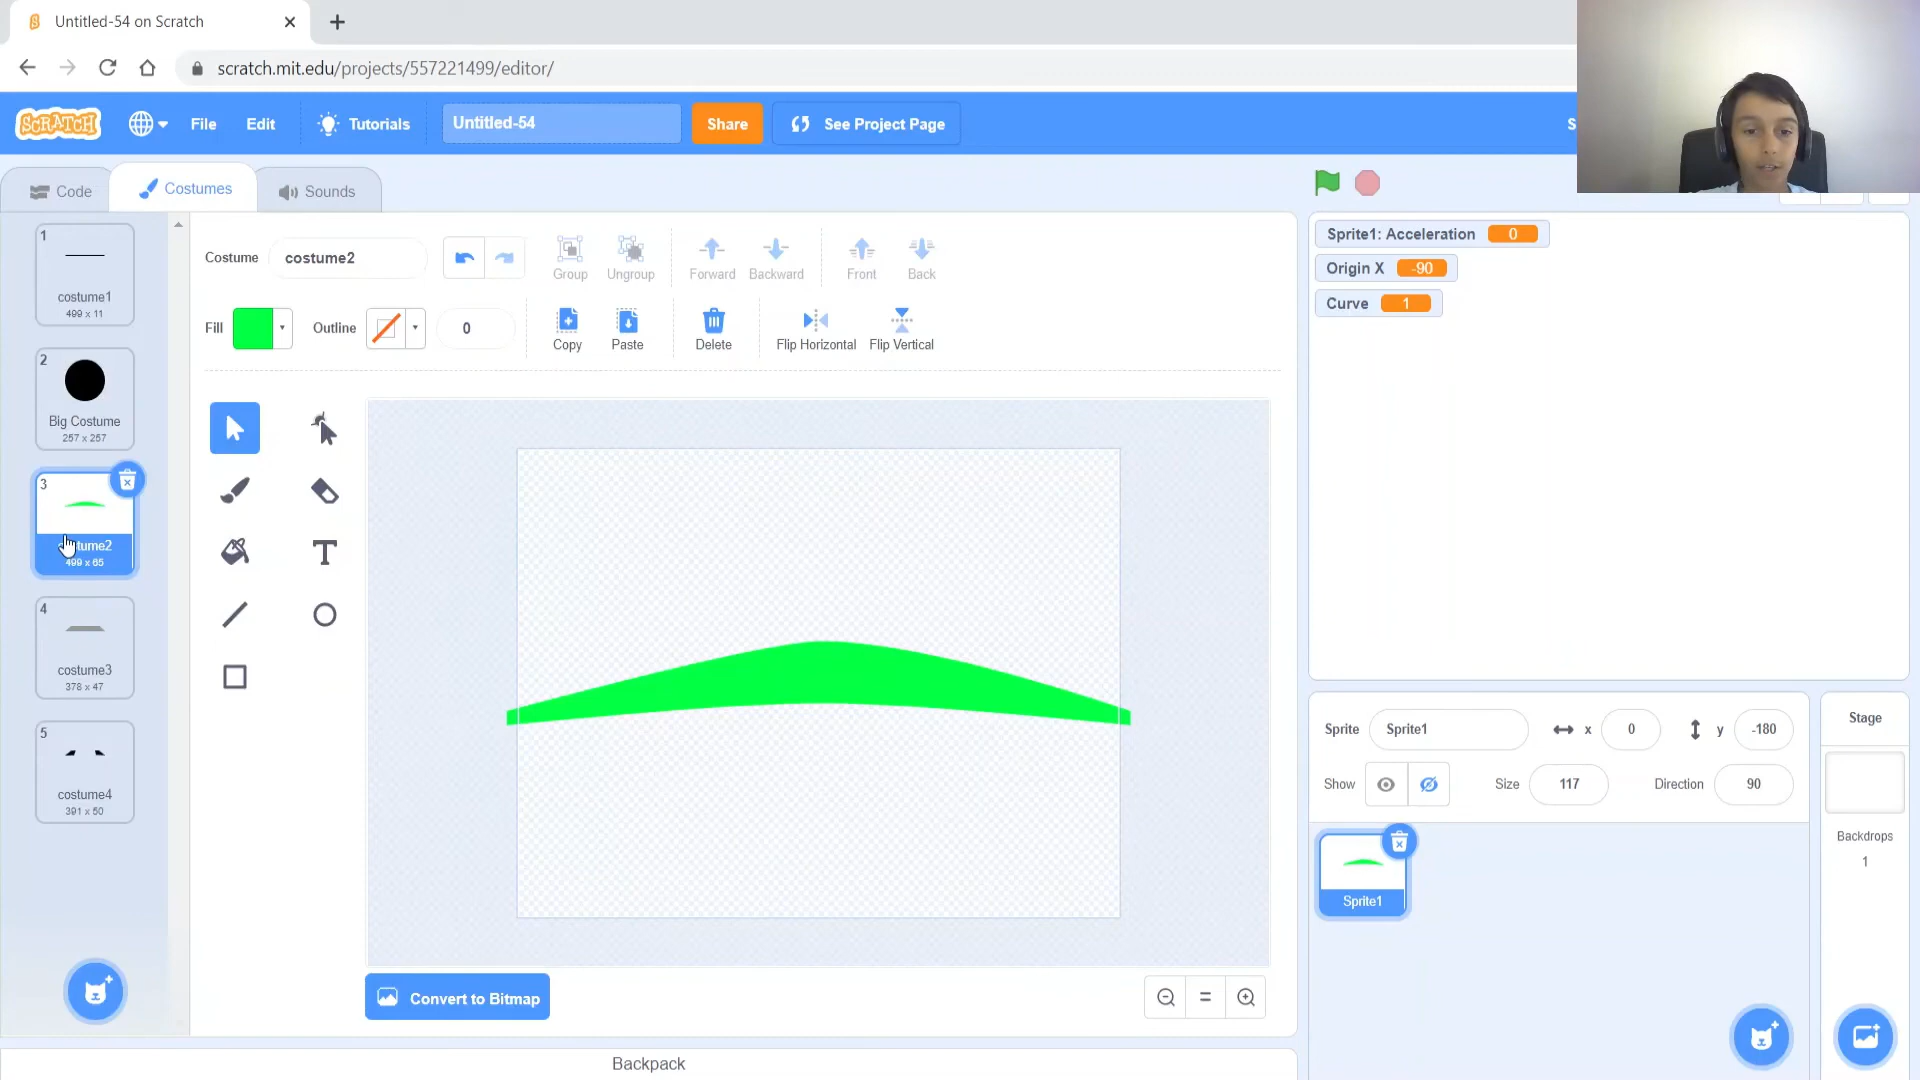 Untitled-54 on Scratch
scratch.mit.edu/projects/557221499/editor/
SCRATCH
File
Edit
Tutorials
Untitled-54
Share
See Project Page
S
Code
Costumes
Sounds
1
costume1
499 x 11
2
Big Costume
257 x 257
3
tume2
499 x 65
4
costume3
378 x 47
5
costume4
391 x 50
Costume
costume2
Group
Ungroup
Forward
Backward
Front
Back
Fill
Outline
0
Copy
Paste
Delete
Flip Horizontal
Flip Vertical
T
Convert to Bitmap
Backpack
Sprite1: Acceleration 0
Origin X -90
Curve 1
Sprite
Sprite1
x
0
y
-180
Show
Size
117
Direction
90
Sprite1
Stage
Backdrops
1